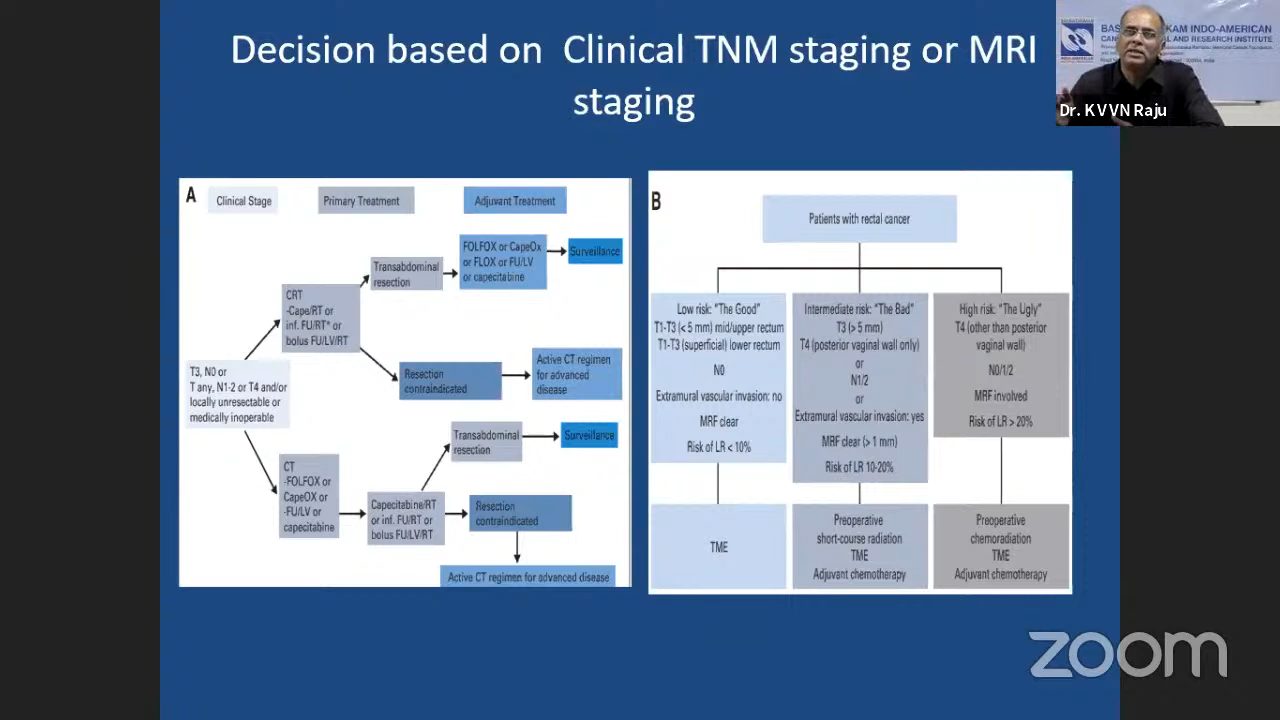 Decision based on Clinical TNM staging or MRI
staging
BAS
KAM INDO-AMERICAN
CAN
AL AND RESEARCH INSTITUTE
Dr. K V V N Raju
A
Clinical Stage
Primary Treatment
Adjuvant Treatment
FOLFOX or CapeOx
or FLOX or FU/LV
or capecitabine
Surveillance
Transabdominal
resection
CRT
-Cape/RT or
inf. FU/RT* or
bolus FU/LV/RT
Resection
contraindicated
Active CT regimen
for advanced
disease
T3, N0 or
T any, N1-2 or T4 and/or
locally unresectable or
medically inoperable
Transabdominal
resection
Surveillance
CT
-FOLFOX or
CapeOX or
-FU/LV or
capecitabine
Capecitabine/RT
or inf. FU/RT or
bolus FU/LV/RT
Resection
contraindicated
Active CT regimen for advanced disease
B
Patients with rectal cancer
Low risk: "The Good"
T1-T3 (< 5 mm) mid/upper rectum
T1-T3 (superficial) lower rectum
N0
Extramural vascular invasion: no
MRF clear
Risk of LR < 10%
Intermediate risk: "The Bad"
T3 (> 5 mm)
T4 (posterior vaginal wall only)
or
N1/2
or
Extramural vascular invasion: yes
MRF clear (> 1 mm)
Risk of LR 10-20%
High risk: "The Ugly"
T4 (other than posterior
vaginal wall)
N0/1/2
MRF involved
Risk of LR > 20%
TME
Preoperative
short-course radiation
TME
Adjuvant chemotherapy
Preoperative
chemoradiation
TME
Adjuvant chemotherapy
zoom